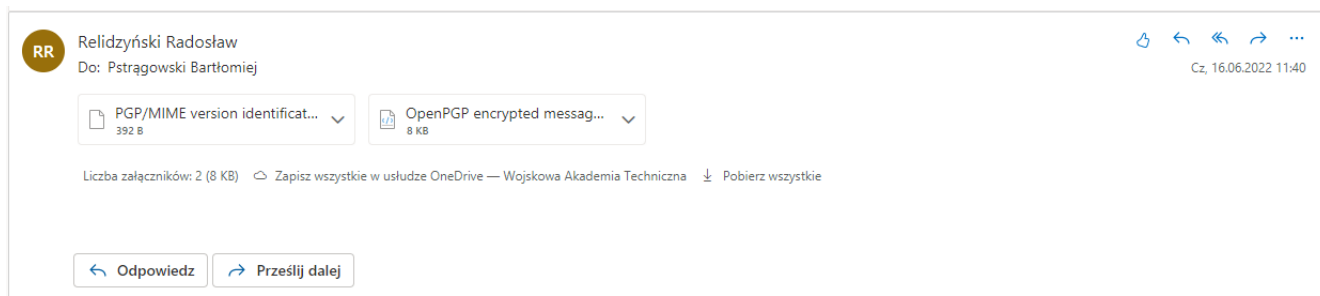 RR
Relidzyński Radosław
Do: Pstrągowski Bartłomiej
Cz, 16.06.2022 11:40
PGP/MIME version identificat...
392 B
OpenPGP encrypted messag...
8 KB
Liczba załączników: 2 (8 KB) Zapisz wszystkie w usłudze OneDrive — Wojskowa Akademia Techniczna Pobierz wszystkie
Odpowiedz Prześlij dalej